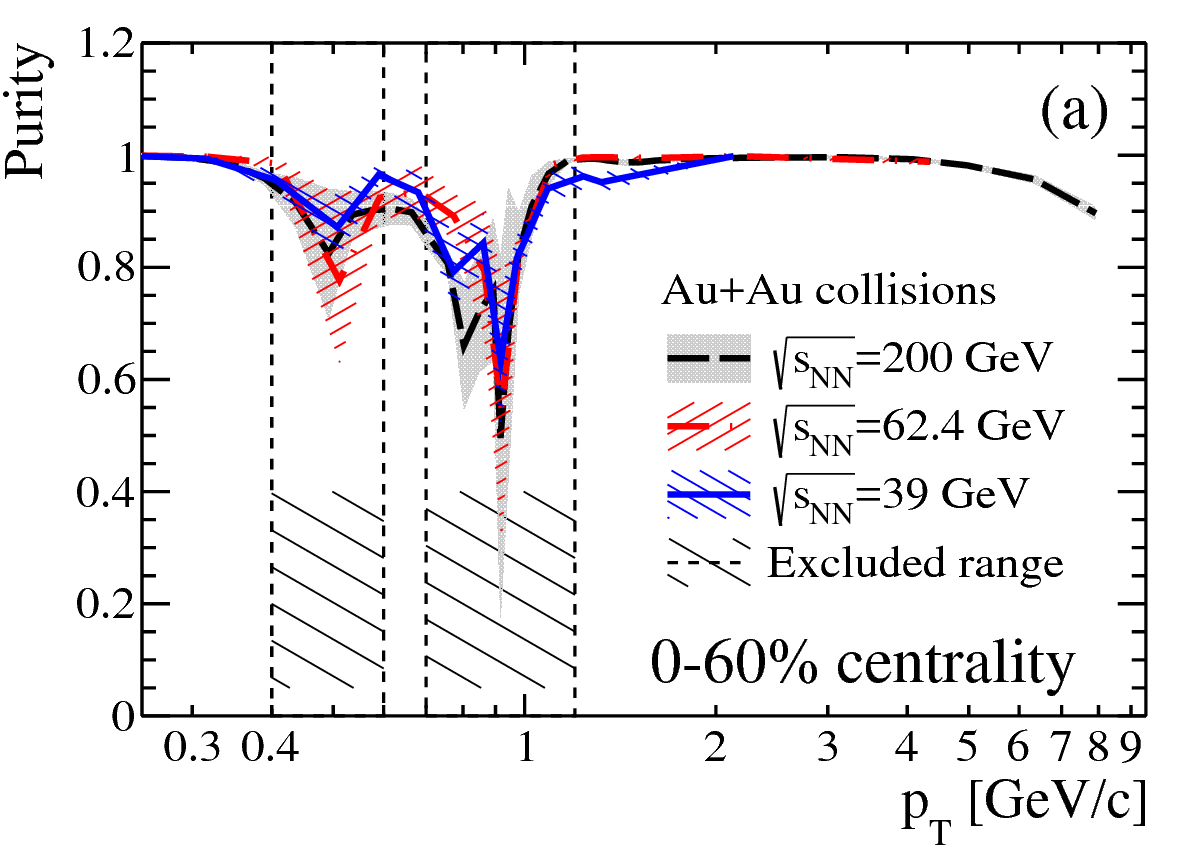 Purity
1.2
1
0.8
0.6
0.4
0.2
0
(a)
Au+Au collisions
√sNN=200 GeV
√sNN=62.4 GeV
√sNN=39 GeV
Excluded range
0-60% centrality
0.3 0.4 1 2 3 4 5 6 7 8 9
pT [GeV/c]